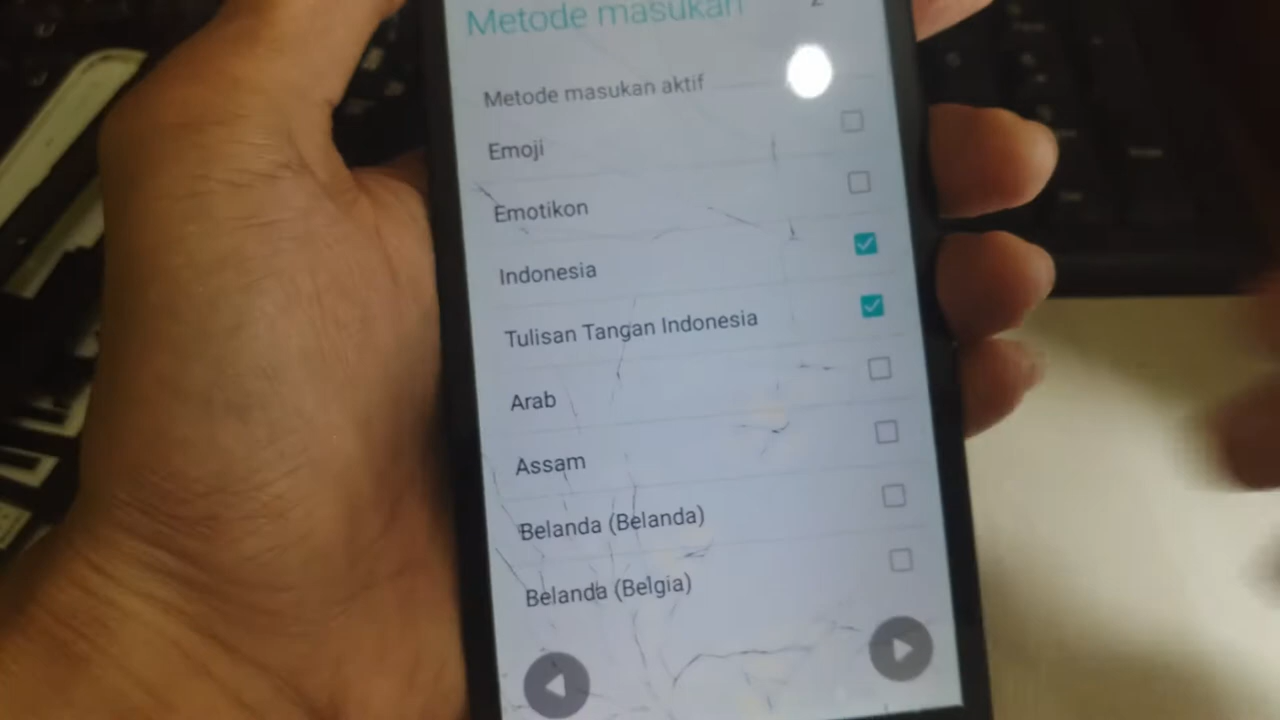 Metode masukan
Metode masukan aktif
Emoji
Emotikon
Indonesia
Tulisan Tangan Indonesia
Arab
Assam
Belanda (Belanda)
Belanda (Belgia)